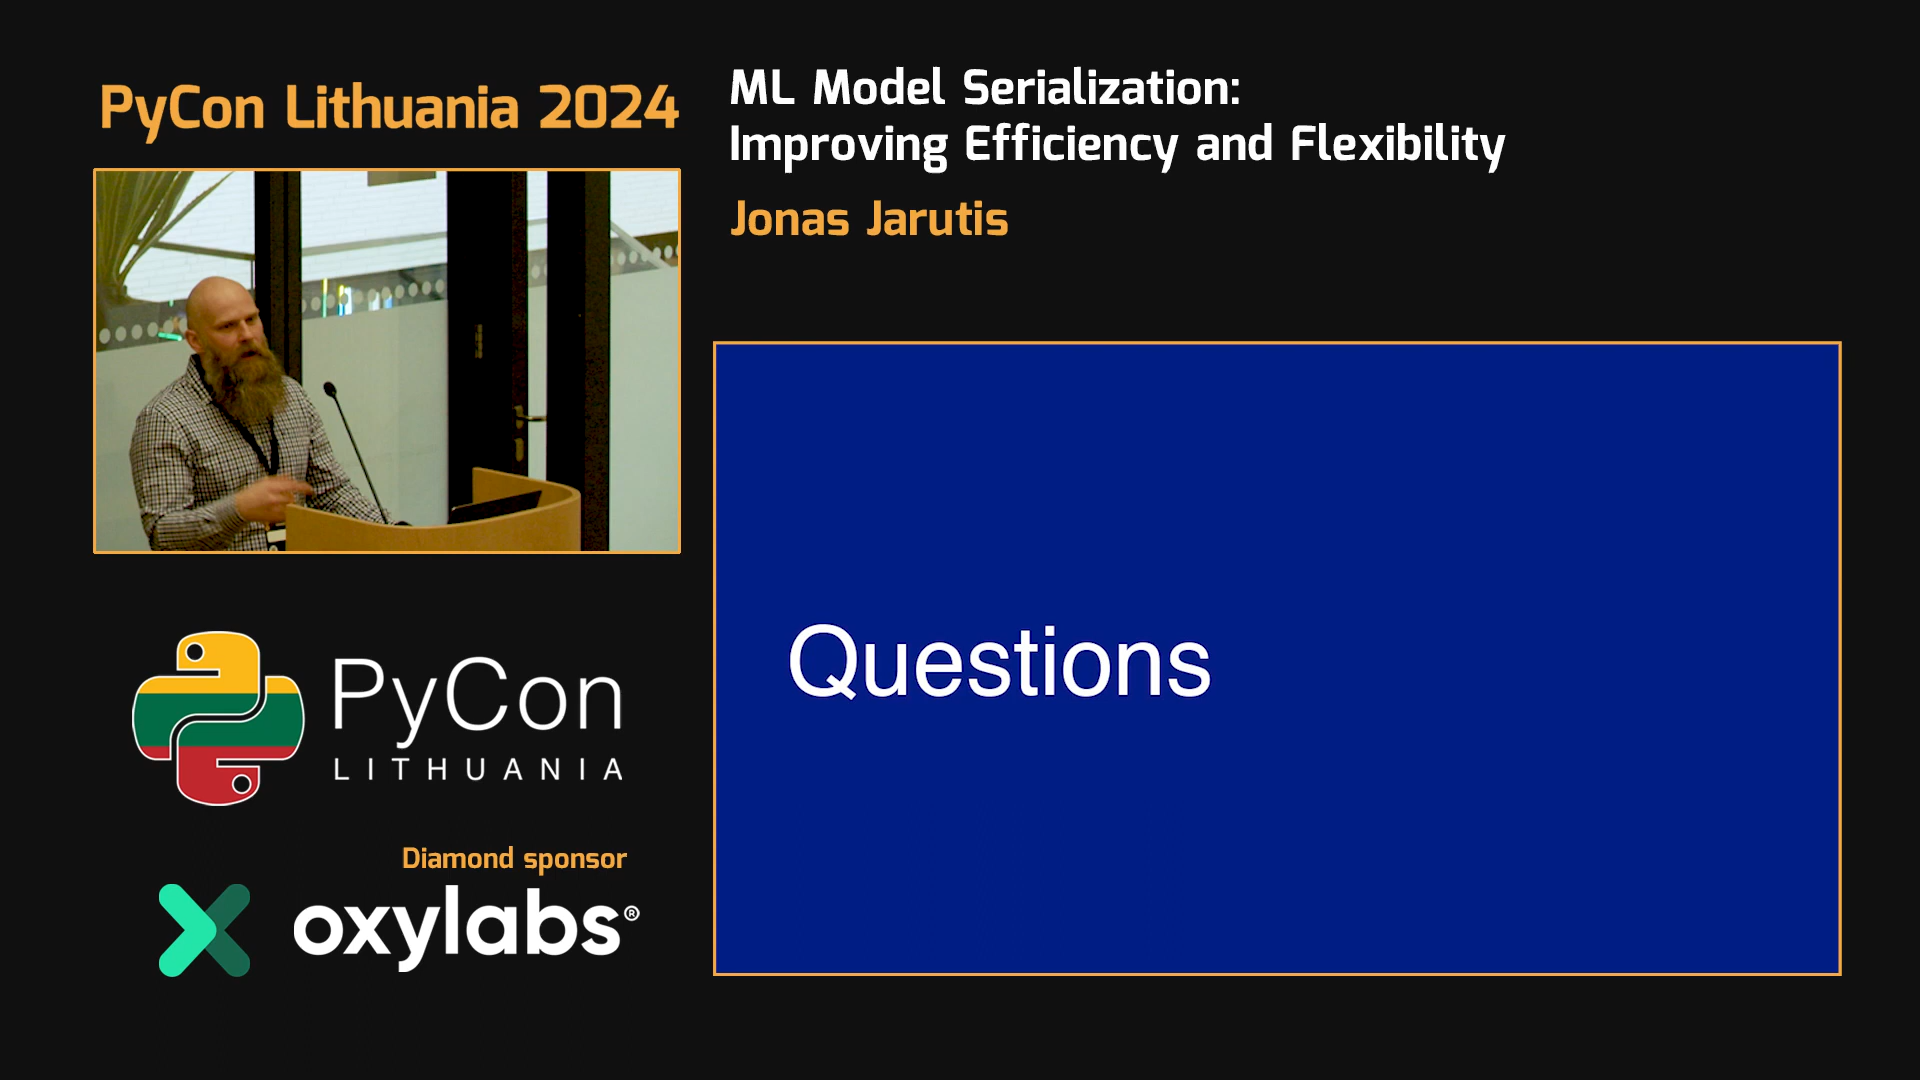 PyCon Lithuania 2024
ML Model Serialization:
Improving Efficiency and Flexibility
Jonas Jarutis
Questions
PyCon
LITHUANIA
Diamond sponsor
oxylabs®